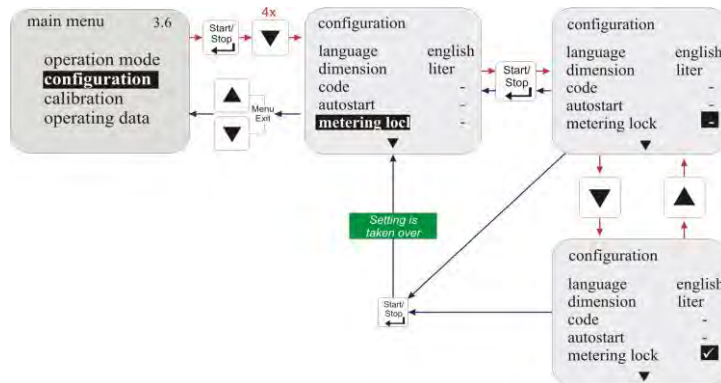 main menu 3.6
operation mode
configuration
calibration
operating data
Start/
Stop
4x
Menu
Exit
configuration
language english
dimension liter
code -
autostart -
metering lock -
Start/
Stop
configuration
language english
dimension liter
code -
autostart -
metering lock -
Setting is
taken over
Start/
Stop
configuration
language english
dimension liter
code -
autostart -
metering lock ✓